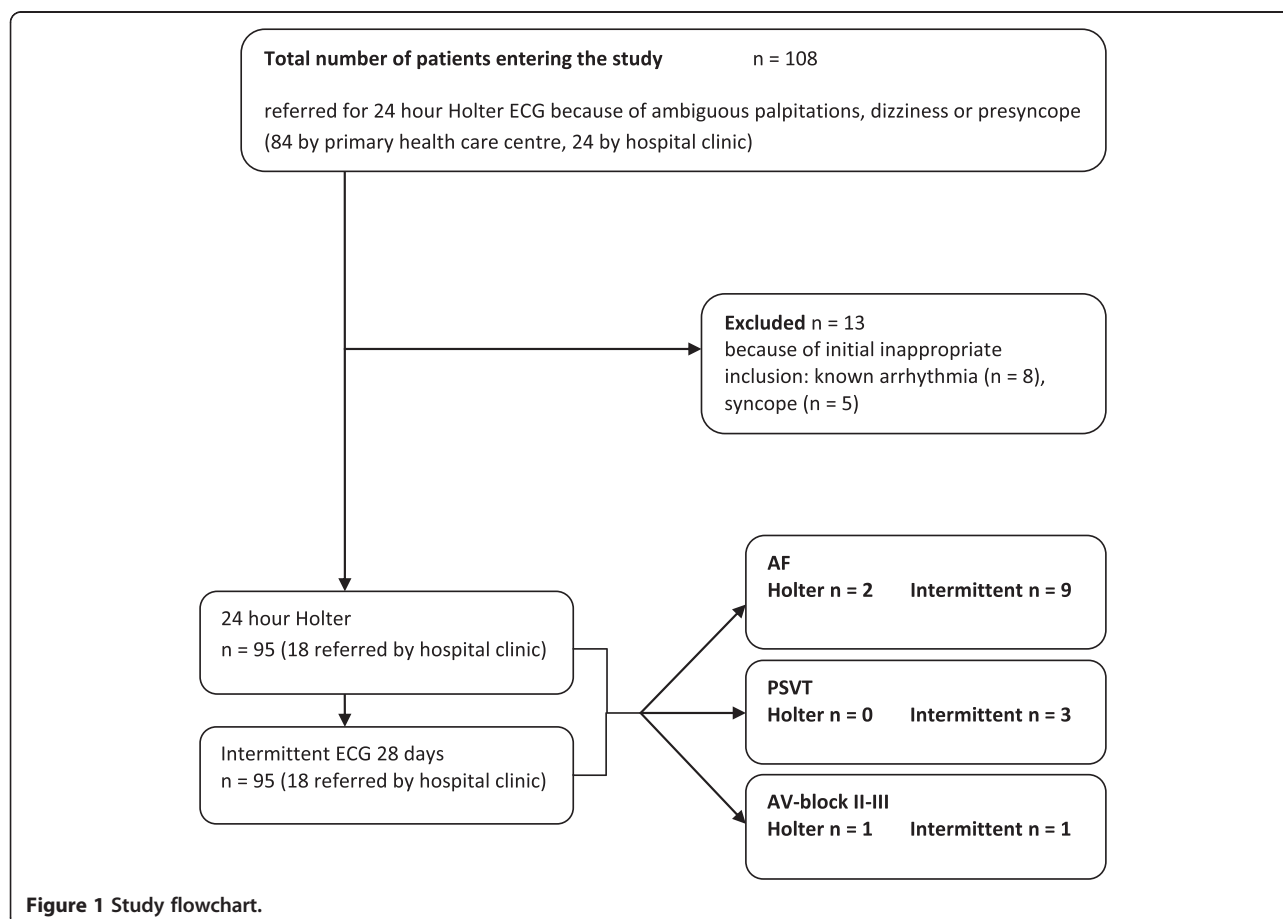 Total number of patients entering the study n = 108
referred for 24 hour Holter ECG because of ambiguous palpitations, dizziness or presyncope
(84 by primary health care centre, 24 by hospital clinic)
Excluded n = 13
because of initial inappropriate
inclusion: known arrhythmia (n = 8),
syncope (n = 5)
24 hour Holter
n = 95 (18 referred by hospital clinic)
Intermittent ECG 28 days
n = 95 (18 referred by hospital clinic)
AF
Holter n = 2 Intermittent n = 9
PSVT
Holter n = 0 Intermittent n = 3
AV-block II-III
Holter n = 1 Intermittent n = 1
Figure 1 Study flowchart.